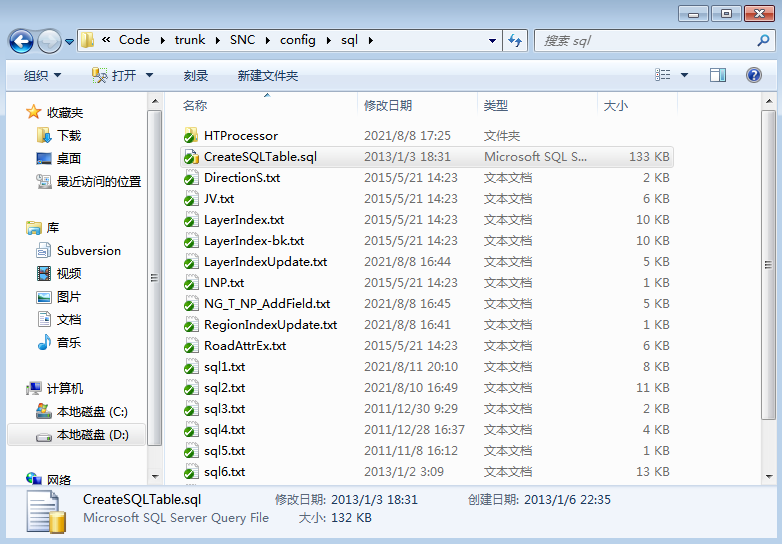 « Code ▸ trunk ▸ SNC ▸ config ▸ sql ▸ 搜索 sql
组织 打开 刻录 新建文件夹
收藏夹
下载
桌面
最近访问的位置
库
Subversion
视频
图片
文档
音乐
计算机
本地磁盘 (C:)
本地磁盘 (D:)
网络
名称 修改日期 类型 大小
HTProcessor 2021/8/8 17:25 文件夹
CreateSQLTable.sql 2013/1/3 18:31 Microsoft SQL S... 133 KB
DirectionS.txt 2015/5/21 14:23 文本文档 2 KB
JV.txt 2015/5/21 14:23 文本文档 6 KB
LayerIndex.txt 2015/5/21 14:23 文本文档 10 KB
LayerIndex-bk.txt 2015/5/21 14:23 文本文档 10 KB
LayerIndexUpdate.txt 2021/8/8 16:44 文本文档 5 KB
LNP.txt 2015/5/21 14:23 文本文档 1 KB
NG_T_NP_AddField.txt 2021/8/8 16:45 文本文档 5 KB
RegionIndexUpdate.txt 2021/8/8 16:41 文本文档 1 KB
RoadAttrEx.txt 2015/5/21 14:23 文本文档 6 KB
sql1.txt 2021/8/11 20:10 文本文档 8 KB
sql2.txt 2021/8/10 16:49 文本文档 11 KB
sql3.txt 2011/12/30 9:29 文本文档 2 KB
sql4.txt 2011/12/28 16:37 文本文档 4 KB
sql5.txt 2011/11/8 16:12 文本文档 1 KB
sql6.txt 2013/1/2 3:09 文本文档 13 KB
CreateSQLTable.sql 修改日期: 2013/1/3 18:31 创建日期: 2013/1/6 22:35
Microsoft SQL Server Query File 大小: 132 KB